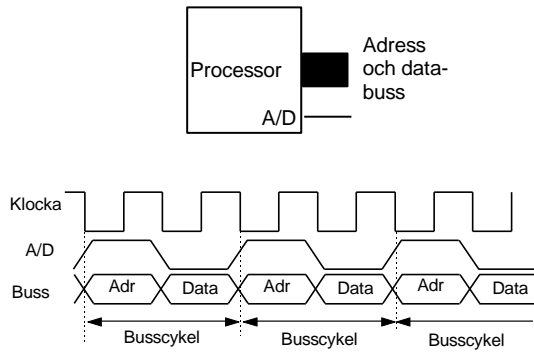 Processor
Adress
och data-
buss
A/D
Klocka
A/D
Buss
Adr Data Adr Data Adr Data
Busscykel Busscykel Busscykel